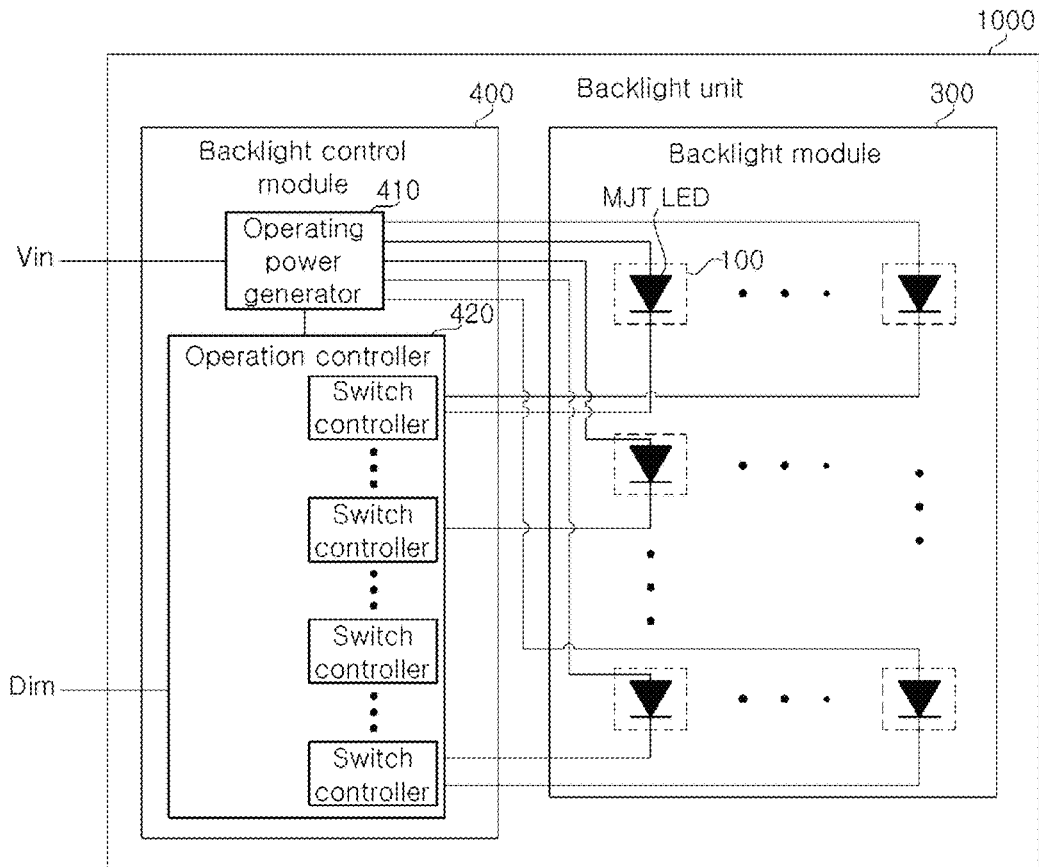 1000
Backlight unit
400
300
Backlight control
module
Backlight module
410
MJT LED
Operating
power
generator
Vin
100
420
Operation controller
Switch
controller
Switch
controller
Switch
controller
Dim
Switch
controller